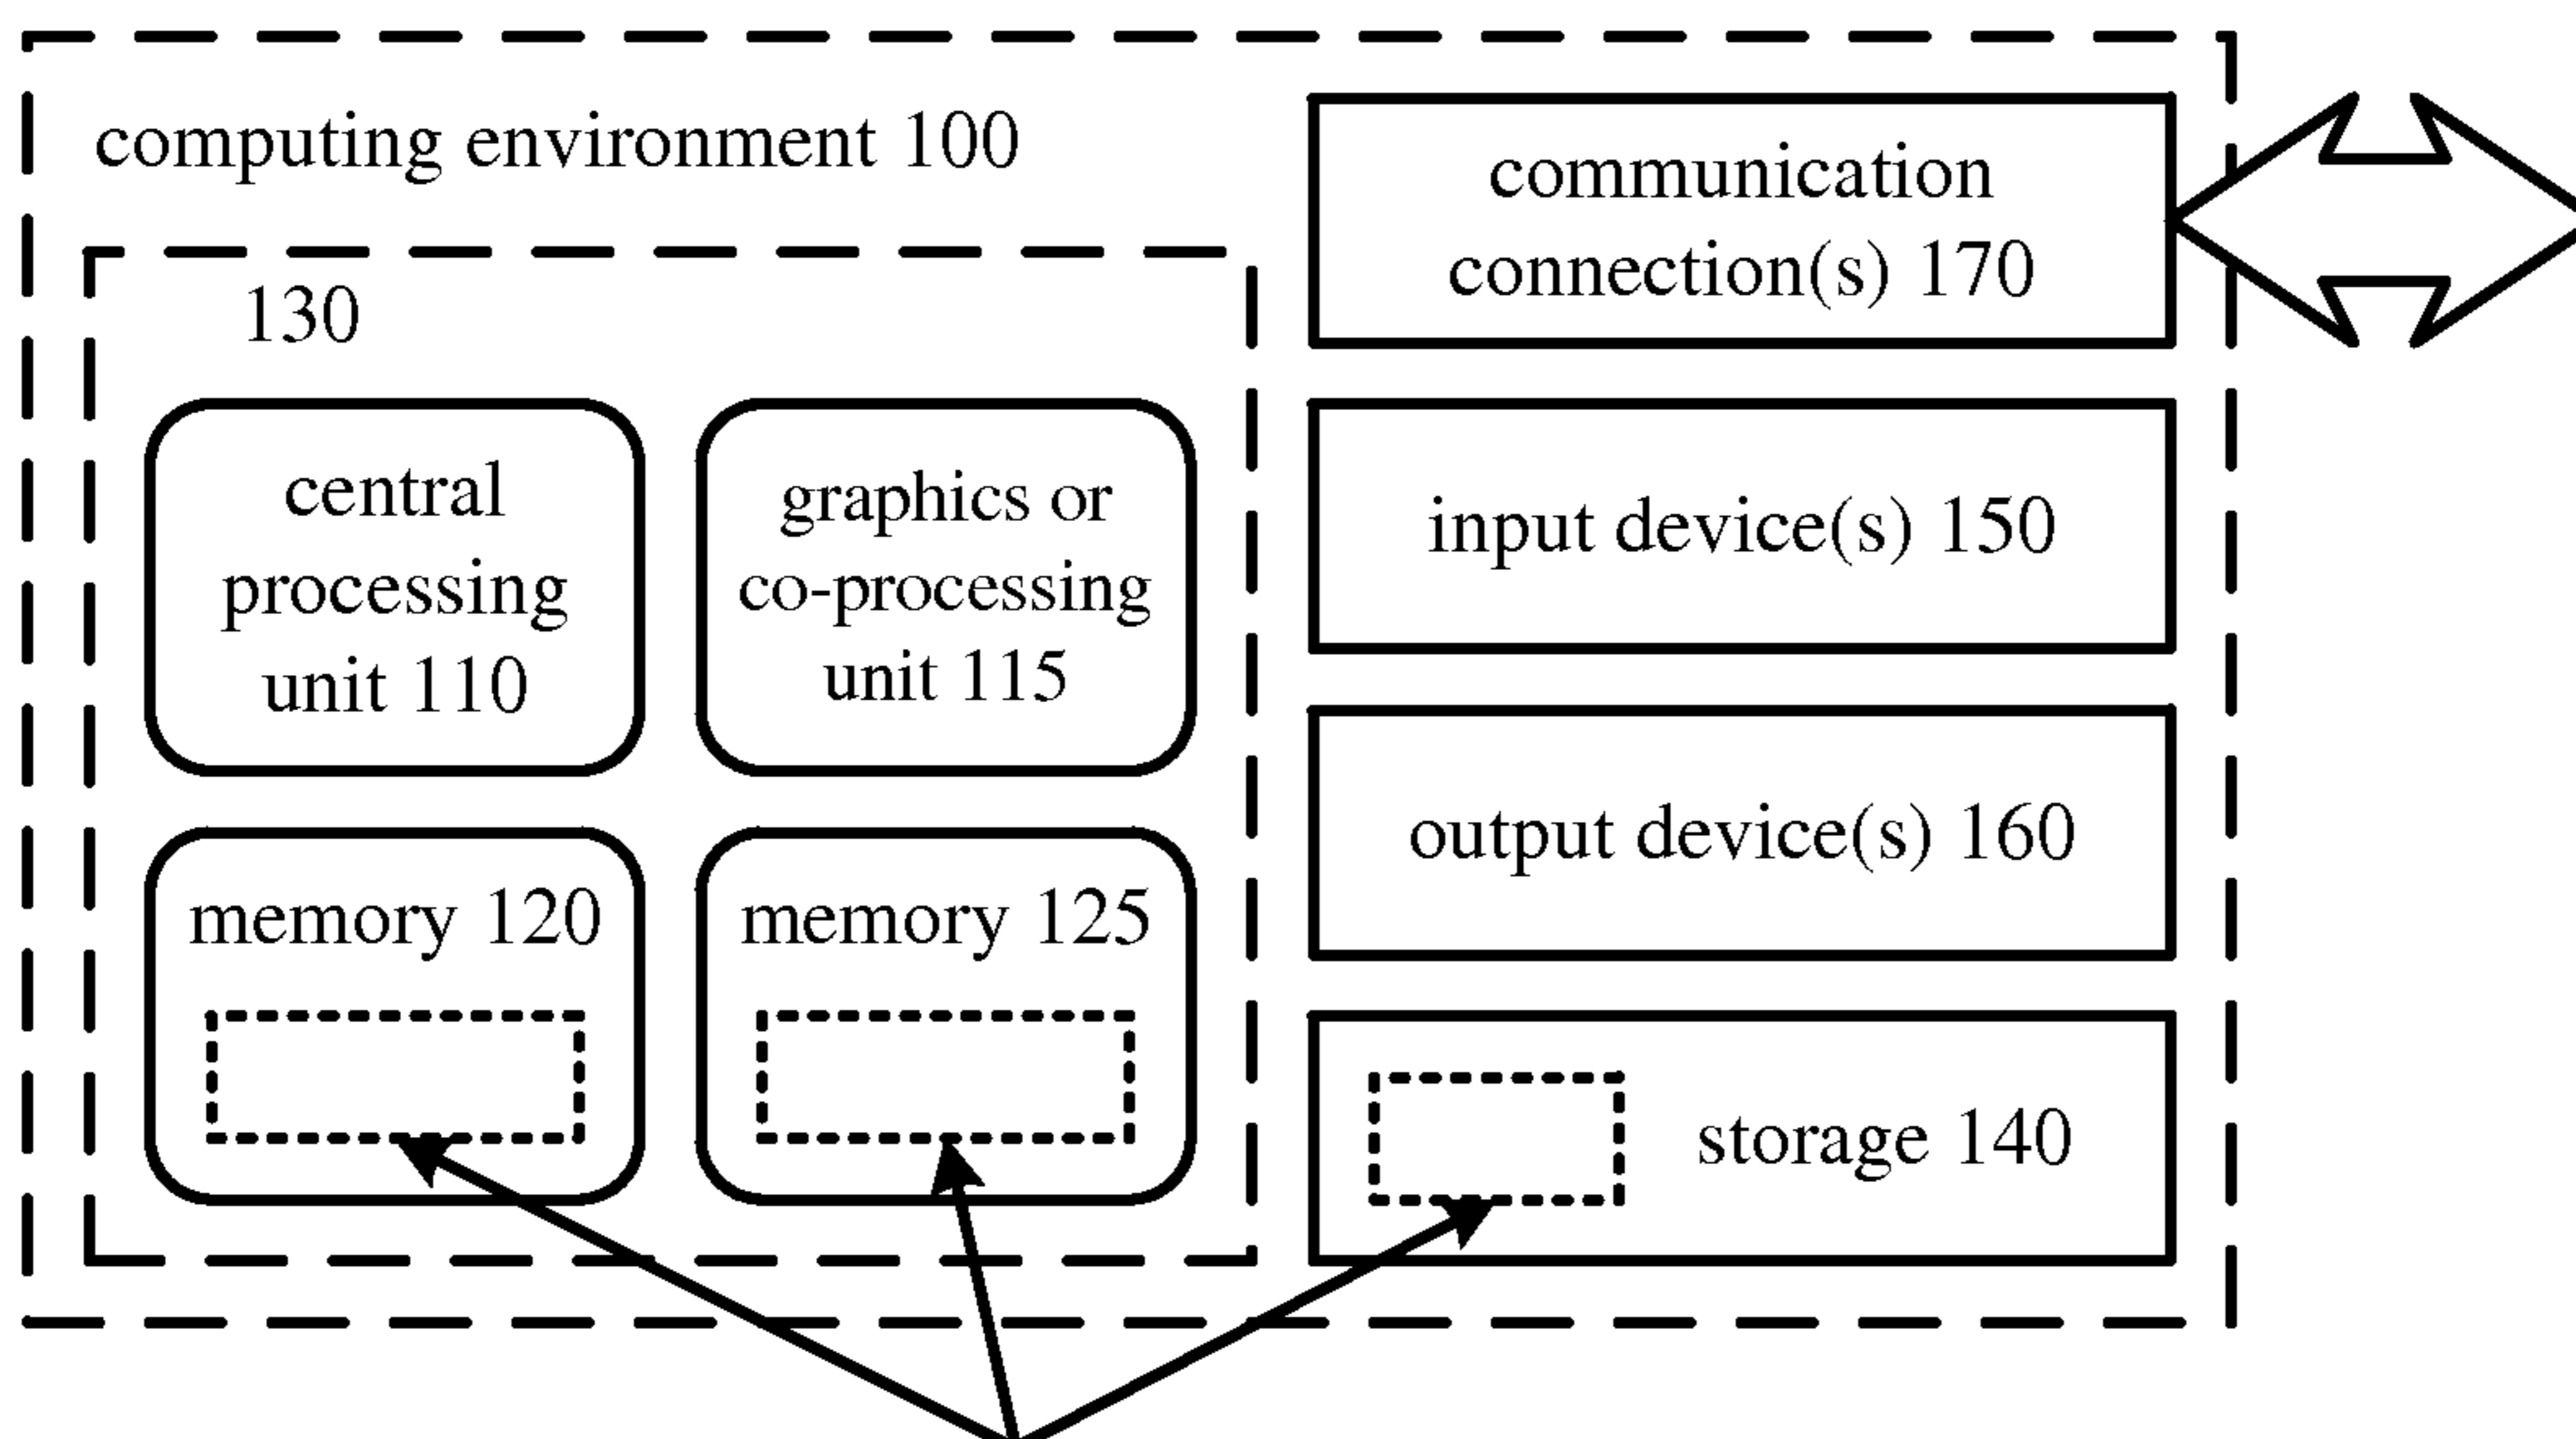 computing environment 100
130
central
processing
unit 110
graphics or
co-processing
unit 115
memory 120
memory 125
communication
connection(s) 170
input device(s) 150
output device(s) 160
storage 140